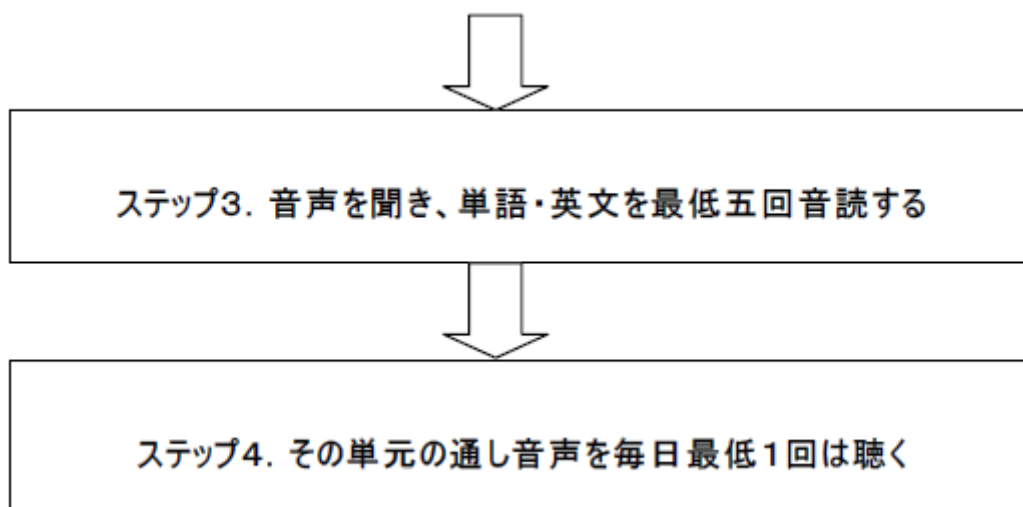 ステップ３．音声を聞き、単語・英文を最低五回音読する
ステップ４．その単元の通し音声を毎日最低１回は聴く